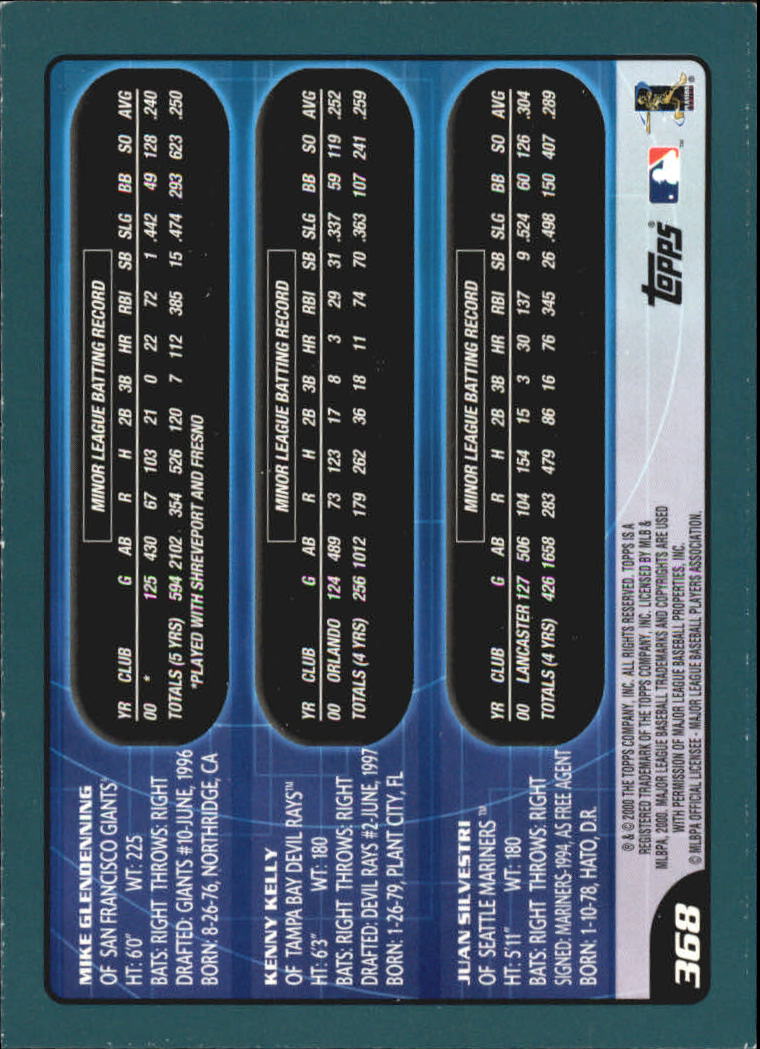 MIKE GLENDENNING
OF SAN FRANCISCO GIANTS®
HT: 6'0" WT: 225
BATS: RIGHT THROWS: RIGHT
DRAFTED: GIANTS #10-JUNE, 1996
BORN: 8-26-76, NORTHRIDGE, CA
MINOR LEAGUE BATTING RECORD
YR CLUB G AB R H 2B 3B HR RBI SB SLG BB SO AVG
00 * 125 430 67 103 21 0 22 72 1 .442 49 128 .240
TOTALS (5 YRS) 594 2102 354 526 120 7 112 385 15 .474 293 623 .250
*PLAYED WITH SHREVEPORT AND FRESNO
KENNY KELLY
OF TAMPA BAY DEVIL RAYS™
HT: 6'3" WT: 180
BATS: RIGHT THROWS: RIGHT
DRAFTED: DEVIL RAYS #2-JUNE, 1997
BORN: 1-26-79, PLANT CITY, FL
MINOR LEAGUE BATTING RECORD
YR CLUB G AB R H 2B 3B HR RBI SB SLG BB SO AVG
00 ORLANDO 124 489 73 123 17 8 3 29 31 .337 59 119 .252
TOTALS (4 YRS) 256 1012 179 262 36 18 11 74 70 .363 107 241 .259
JUAN SILVESTRI
OF SEATTLE MARINERS™
HT: 5'11" WT: 180
BATS: RIGHT THROWS: RIGHT
SIGNED: MARINERS-1994, AS FREE AGENT
BORN: 1-10-78, HATO, D.R.
MINOR LEAGUE BATTING RECORD
YR CLUB G AB R H 2B 3B HR RBI SB SLG BB SO AVG
00 LANCASTER 127 506 104 154 15 3 30 137 9 .524 60 126 .304
TOTALS (4 YRS) 426 1658 283 479 86 16 76 345 26 .498 150 407 .289
368
® & © 2000 THE TOPPS COMPANY, INC. ALL RIGHTS RESERVED. TOPPS IS A
REGISTERED TRADEMARK OF THE TOPPS COMPANY, INC. LICENSED BY MLB &
MLBPA, 2000. MAJOR LEAGUE BASEBALL TRADEMARKS AND COPYRIGHTS ARE USED
WITH PERMISSION OF MAJOR LEAGUE BASEBALL PROPERTIES, INC.
© MLBPA OFFICIAL LICENSEE - MAJOR LEAGUE BASEBALL PLAYERS ASSOCIATION.
TOPPS®